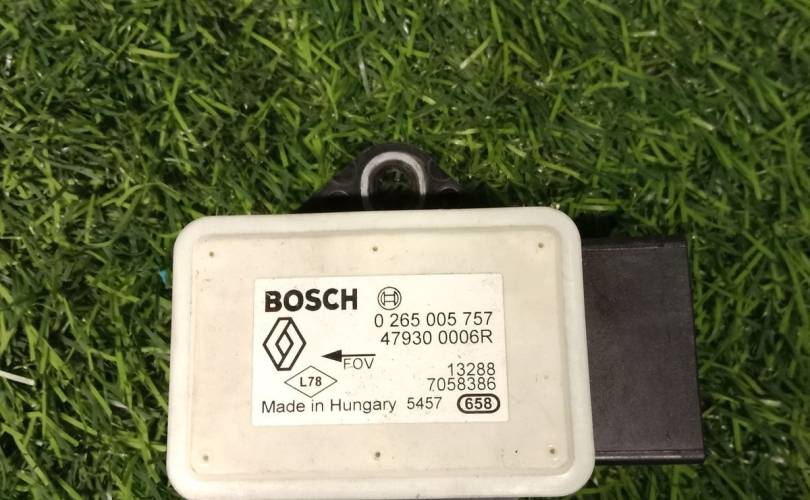 BOSCH
0 265 005 757
47930 0006R
FOV
13288
L78
7058386
Made in Hungary 5457 658